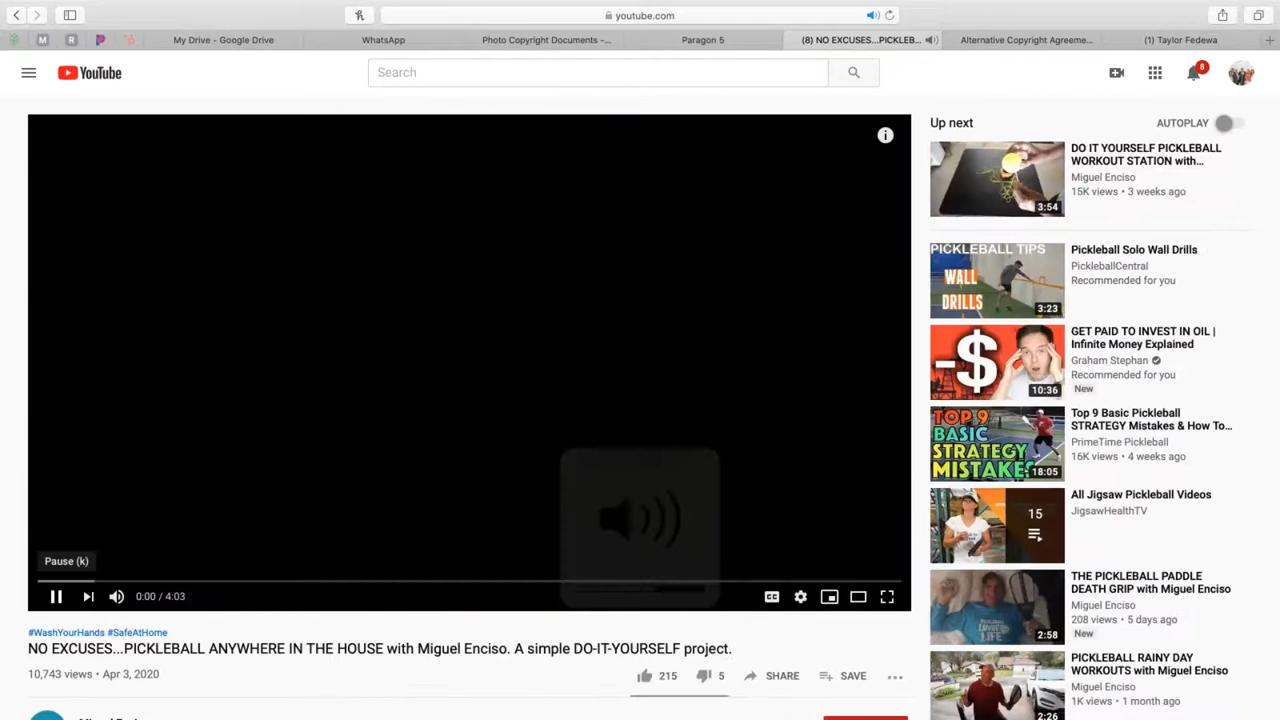 youtube.com
M
R
My Drive - Google Drive
WhatsApp
Photo Copyright Documents -...
Paragon 5
(8) NO EXCUSES...PICKLEB...
Alternative Copyright Agreeme...
(1) Taylor Fedewa
YouTube
Search
8
Up next
AUTOPLAY
DO IT YOURSELF PICKLEBALL
WORKOUT STATION with...
Miguel Enciso
15K views • 3 weeks ago
3:54
PICKLEBALL TIPS
WALL
DRILLS
3:23
Pickleball Solo Wall Drills
PickleballCentral
Recommended for you
-$
10:36
GET PAID TO INVEST IN OIL |
Infinite Money Explained
Graham Stephan
Recommended for you
New
TOP 9
BASIC
STRATEGY
MISTAKES
18:05
Top 9 Basic Pickleball
STRATEGY Mistakes & How To...
PrimeTime Pickleball
16K views • 4 weeks ago
15
All Jigsaw Pickleball Videos
JigsawHealthTV
2:58
THE PICKLEBALL PADDLE
DEATH GRIP with Miguel Enciso
Miguel Enciso
208 views • 5 days ago
New
2:26
PICKLEBALL RAINY DAY
WORKOUTS with Miguel Enciso
Miguel Enciso
1K views • 1 month ago
Pause (k)
0:00 / 4:03
CC
#WashYourHands #SafeAtHome
NO EXCUSES...PICKLEBALL ANYWHERE IN THE HOUSE with Miguel Enciso. A simple DO-IT-YOURSELF project.
10,743 views • Apr 3, 2020
215
5
SHARE
SAVE